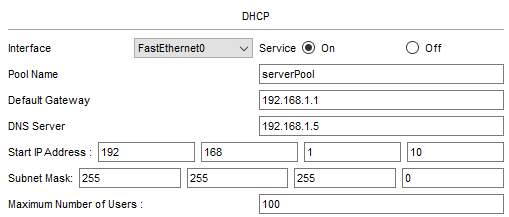 DHCP
Interface FastEthernet0 Service On Off
Pool Name serverPool
Default Gateway 192.168.1.1
DNS Server 192.168.1.5
Start IP Address : 192 168 1 10
Subnet Mask: 255 255 255 0
Maximum Number of Users : 100